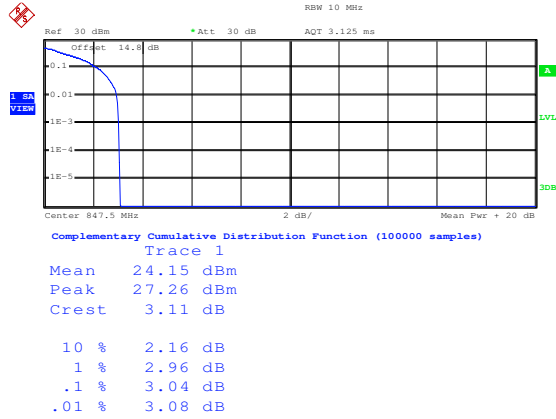 RBW 10 MHz
Ref 30 dBm *Att 30 dB AQT 3.125 ms
Offset 14.8 dB
0.1
A
1 SA
VIEW
0.01
1E-3
LVL
1E-4
1E-5
3DB
Center 847.5 MHz 2 dB/ Mean Pwr + 20 dB
Complementary Cumulative Distribution Function (100000 samples)
Trace 1
Mean 24.15 dBm
Peak 27.26 dBm
Crest 3.11 dB
10 % 2.16 dB
1 % 2.96 dB
.1 % 3.04 dB
.01 % 3.08 dB